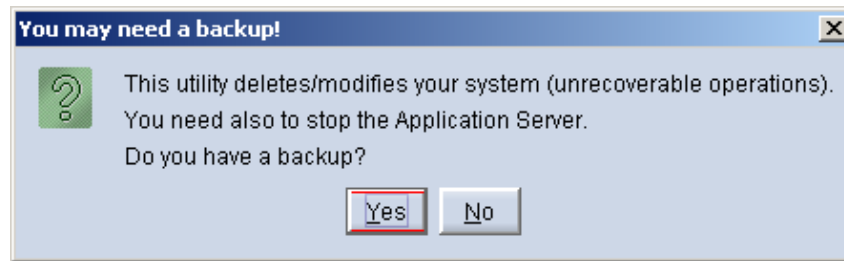 You may need a backup!
This utility deletes/modifies your system (unrecoverable operations).
You need also to stop the Application Server.
Do you have a backup?
Yes No